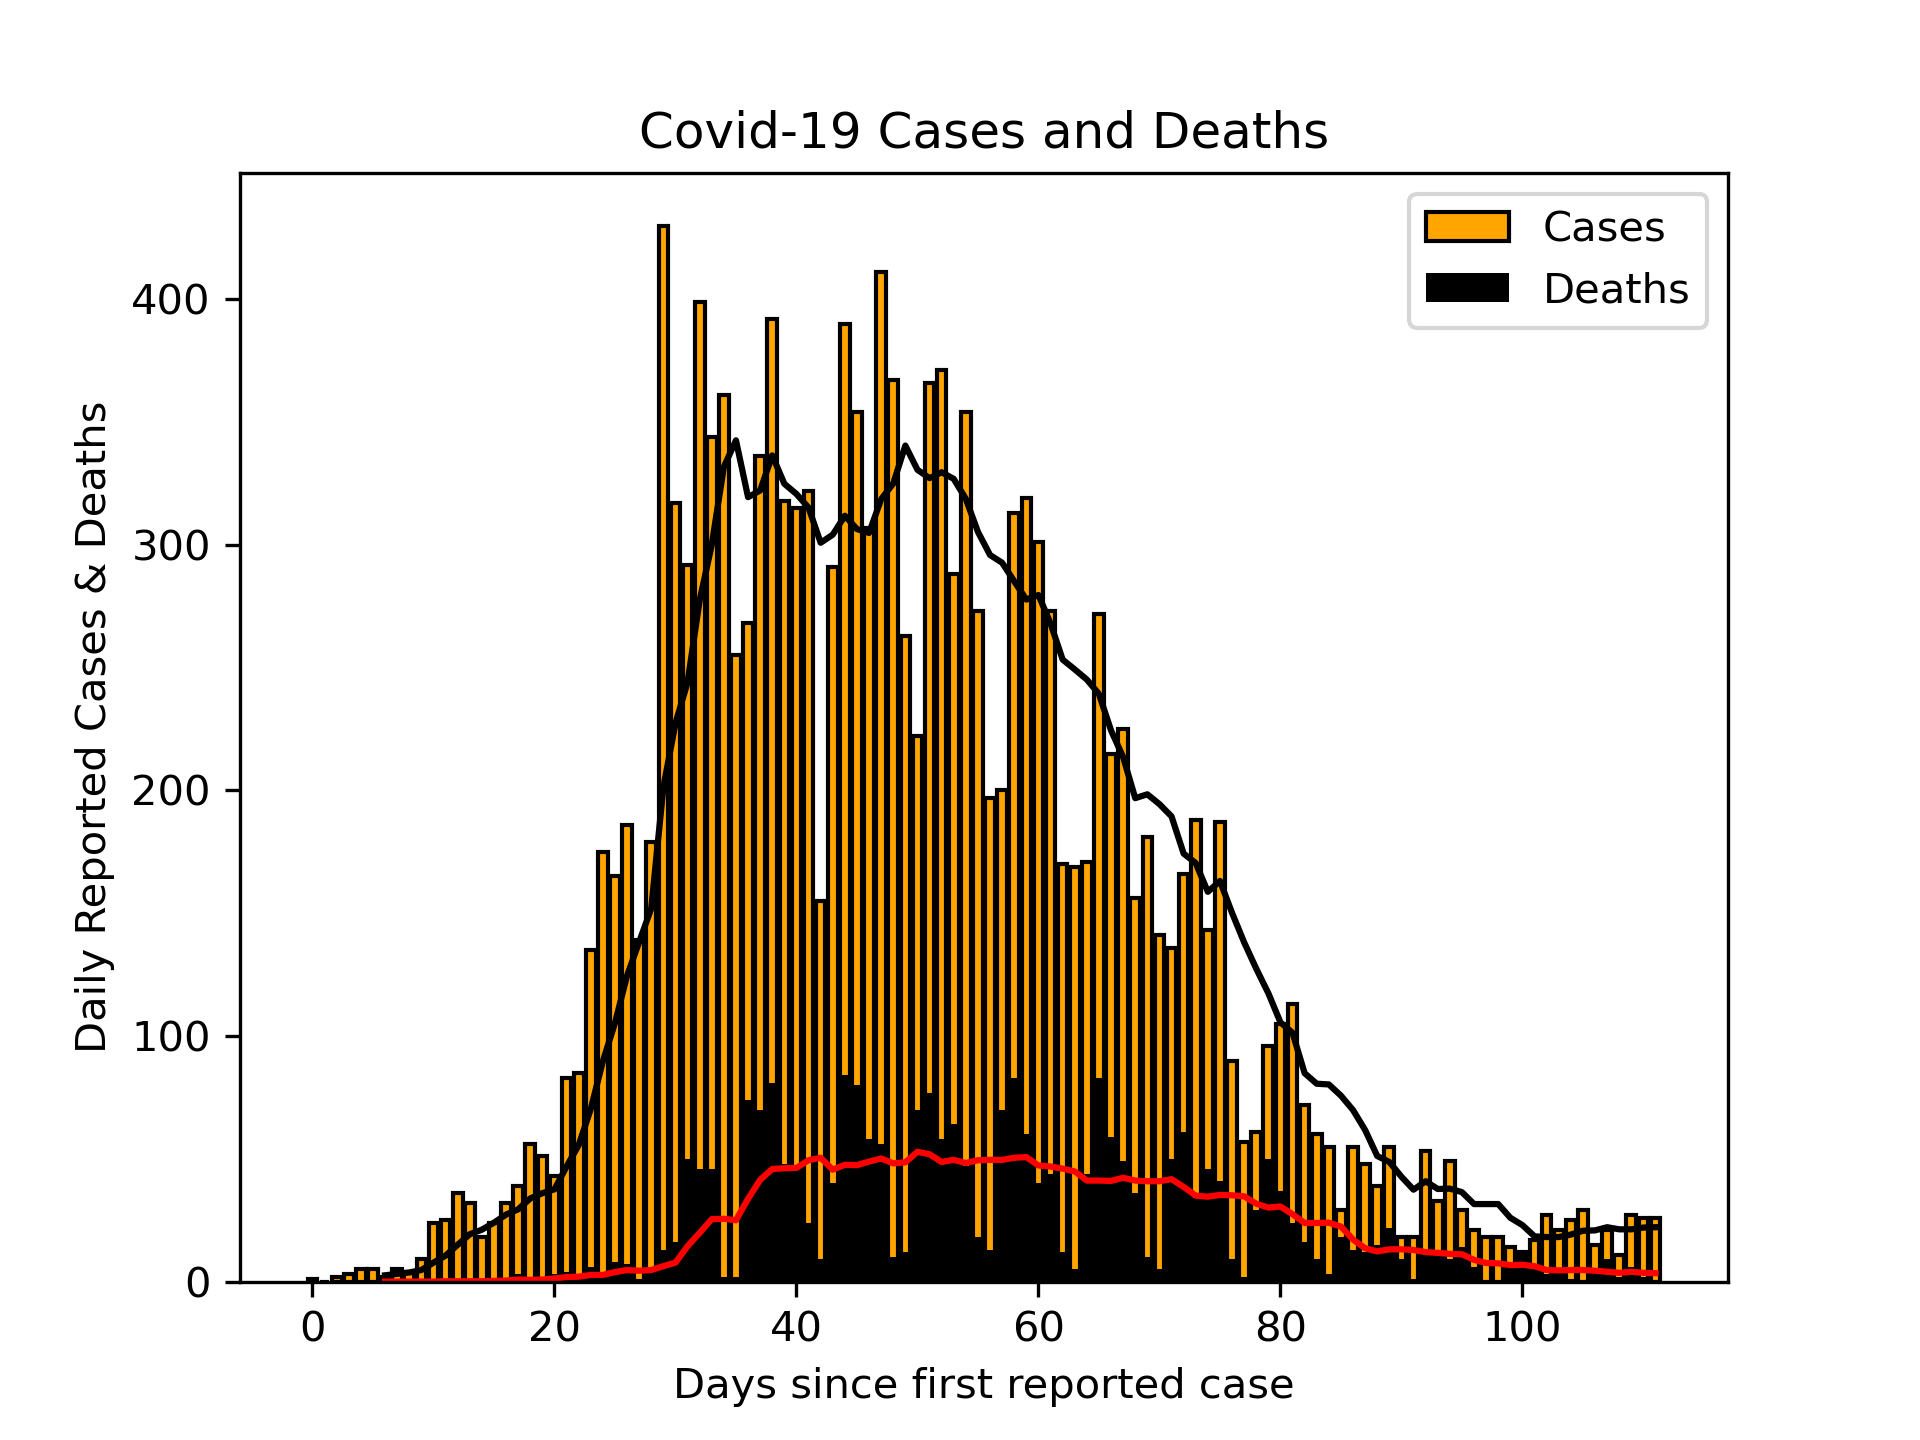 Covid-19 Cases and Deaths
Cases
Deaths
Daily Reported Cases & Deaths
400
300
200
100
0
0 20 40 60 80 100
Days since first reported case